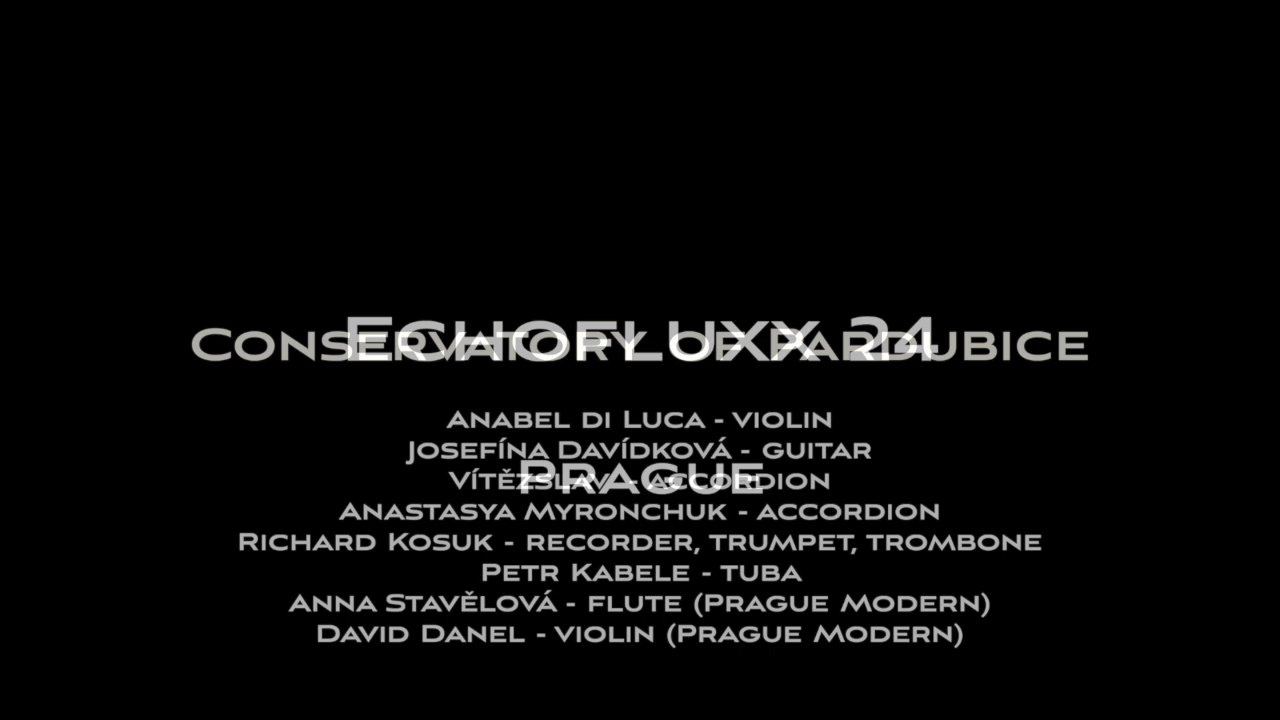 Echofluxx 24
Conservatory of Pardubice
Anabel di Luca - violin
Josefína Davídková - guitar
Prague
Vítězslav - accordion
Anastasya Myronchuk - accordion
Richard Kosuk - recorder, trumpet, trombone
Petr Kabele - tuba
Anna Stavělová - flute (Prague Modern)
David Danel - violin (Prague Modern)